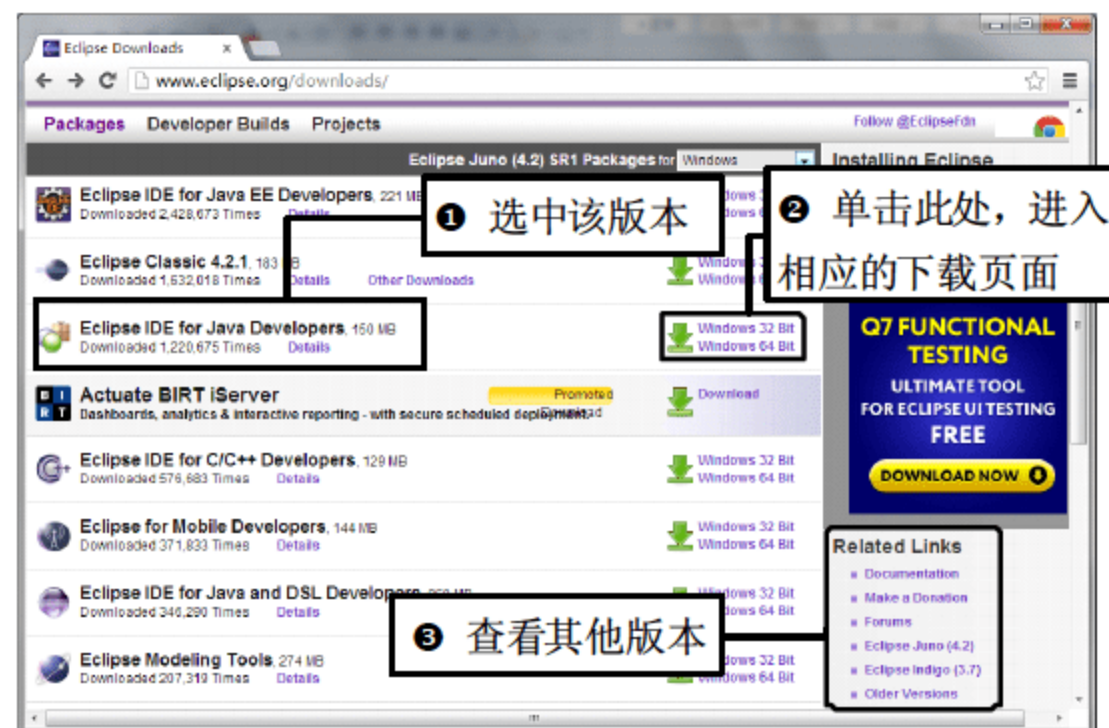 Eclipse Downloads x
www.eclipse.org/downloads/
Packages Developer Builds Projects
Follow @EclipseFdn
Eclipse Juno (4.2) SR1 Packages for Windows
Installing Eclipse
Eclipse IDE for Java EE Developers, 221 MB
Downloaded 2,428,673 Times Details
❶ 选中该版本
❷ 单击此处，进入
相应的下载页面
Eclipse Classic 4.2.1, 183
Downloaded 1,632,018 Times Details Other Downloads
Eclipse IDE for Java Developers, 150 MB
Downloaded 1,220,675 Times Details
Windows 32 Bit
Windows 64 Bit
Q7 FUNCTIONAL
TESTING
ULTIMATE TOOL
FOR ECLIPSE UI TESTING
FREE
DOWNLOAD NOW
BIRT
Actuate BIRT iServer
Promoted
Download
Dashboards, analytics & interactive reporting - with secure scheduled
Eclipse IDE for C/C++ Developers, 129 MB
Downloaded 576,683 Times Details
Windows 32 Bit
Windows 64 Bit
Eclipse for Mobile Developers, 144 MB
Downloaded 371,833 Times Details
Windows 32 Bit
Windows 64 Bit
Eclipse IDE for Java and DSL Developers
Downloaded 346,290 Times Details
❸ 查看其他版本
Eclipse Modeling Tools, 274 MB
Downloaded 207,319 Times Details
Related Links
Documentation
Make a Donation
Forums
Eclipse Juno (4.2)
Eclipse Indigo (3.7)
Older Versions